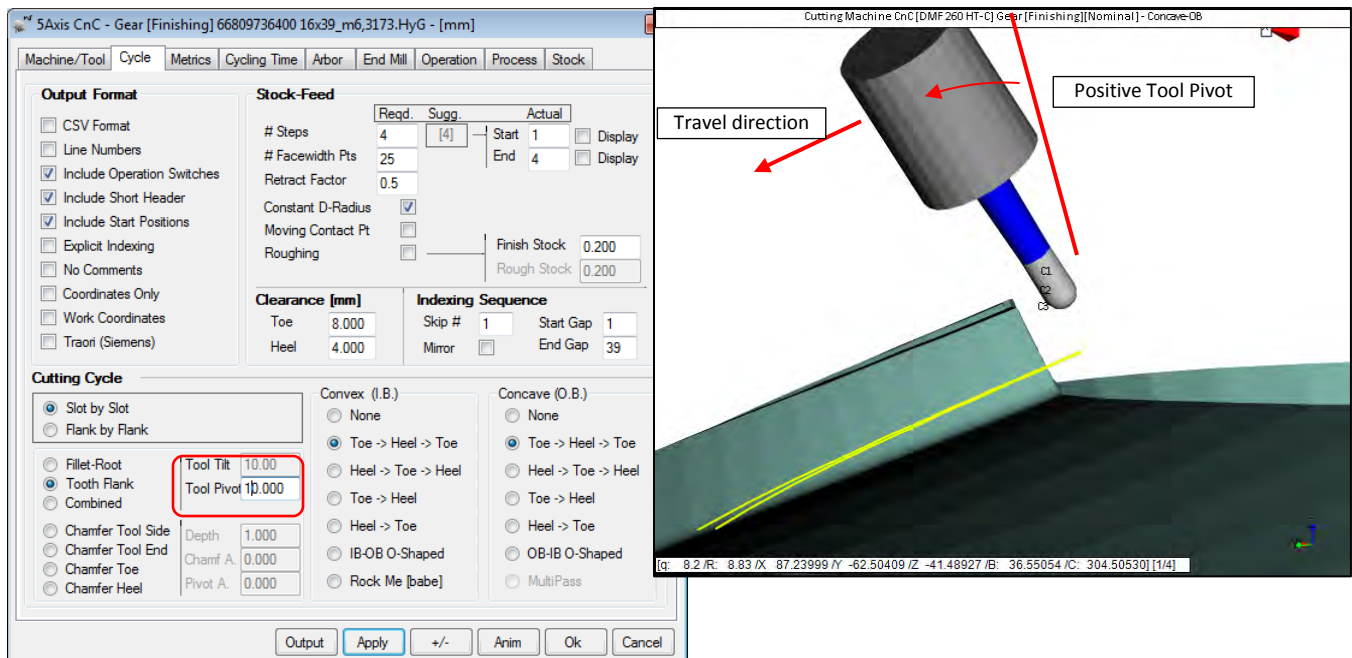 5Axis CnC - Gear [Finishing] 66809736400 16x39_m6,3173.HyG - [mm]
Machine/Tool Cycle Metrics Cycling Time Arbor End Mill Operation Process Stock
Output Format
CSV Format
Line Numbers
Include Operation Switches
Include Short Header
Include Start Positions
Explicit Indexing
No Comments
Coordinates Only
Work Coordinates
Traori (Siemens)
Stock-Feed
Reqd. Sugg. Actual
# Steps 4 [4] Start 1 Display
# Facewidth Pts 25 End 4 Display
Retract Factor 0.5
Constant D-Radius
Moving Contact Pt
Roughing Finish Stock 0.200
Rough Stock 0.200
Clearance [mm]
Toe 8.000
Heel 4.000
Indexing Sequence
Skip # 1 Start Gap 1
Mirror End Gap 39
Cutting Cycle
Slot by Slot
Flank by Flank
Fillet-Root
Tooth Flank
Combined
Tool Tilt 10.00
Tool Pivot 10.000
Chamfer Tool Side
Chamfer Tool End
Chamfer Toe
Chamfer Heel
Depth 1.000
Chamf A. 0.000
Pivot A. 0.000
Convex (I.B.)
None
Toe -> Heel -> Toe
Heel -> Toe -> Heel
Toe -> Heel
Heel -> Toe
IB-OB O-Shaped
Rock Me [babe]
Concave (O.B.)
None
Toe -> Heel -> Toe
Heel -> Toe -> Heel
Toe -> Heel
Heel -> Toe
OB-IB O-Shaped
MultiPass
Output Apply +/- Anim Ok Cancel
Cutting Machine CnC [DMF 260 HT-C] Gear [Finishing][Nominal] - Concave-OB
Positive Tool Pivot
Travel direction
C1
C2
C3
[q: 8.2 /R: 8.83 /X 87.23999 /Y -62.50409 /Z -41.48927 /B: 36.55054 /C: 304.50530] [1/4]